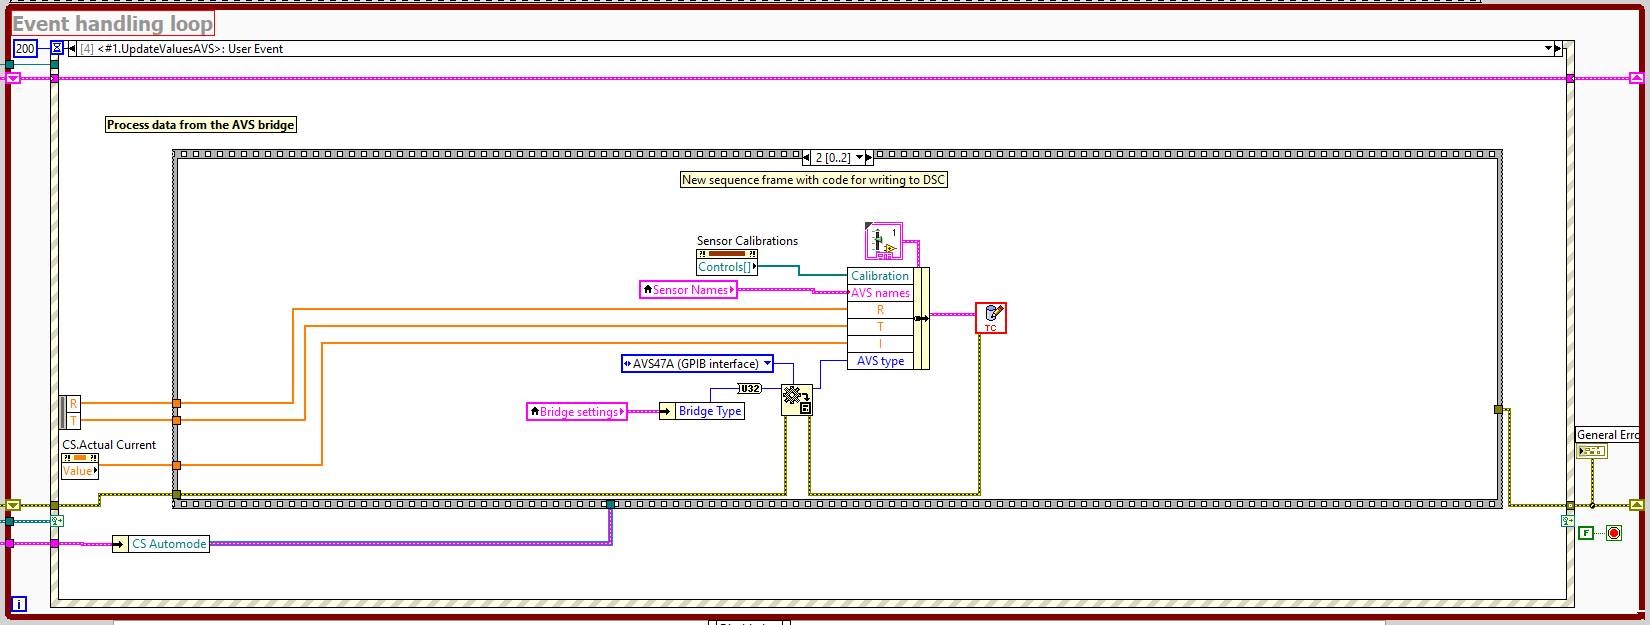 Event handling loop
200
[4] <#1.UpdateValuesAVS>: User Event
Process data from the AVS bridge
2 [0..2]
New sequence frame with code for writing to DSC
1
Sensor Calibrations
Controls[]
Calibration
Sensor Names
AVS names
R
T
I
TC
AVS47A (GPIB interface)
AVS type
U32
Bridge settings
Bridge Type
R
T
CS.Actual Current
Value
General Erro
CS Automode
F
i